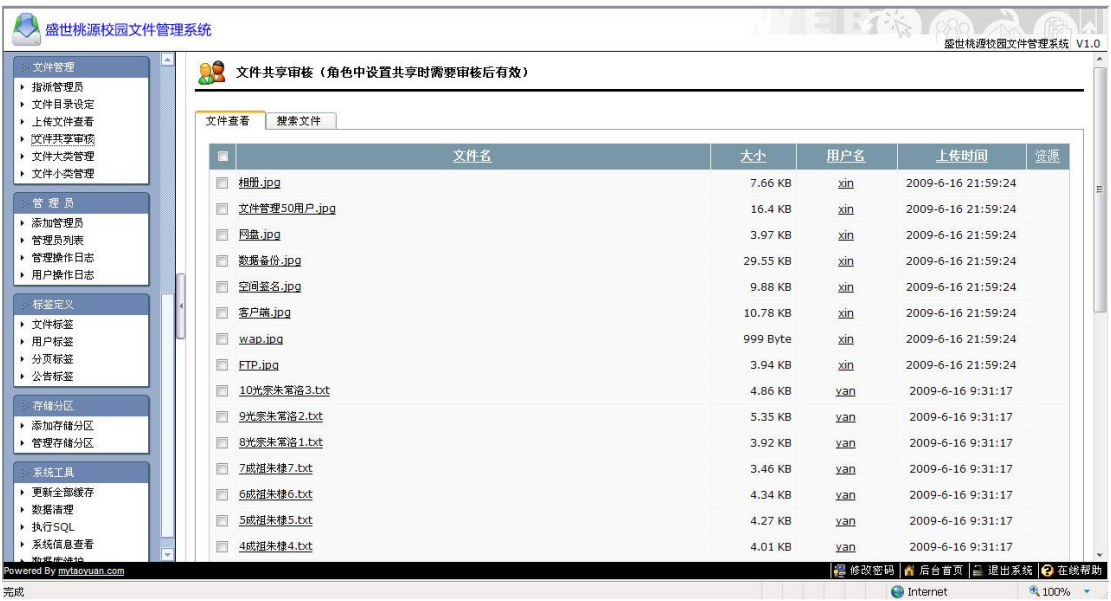 盛世桃源校园文件管理系统
盛世桃源校园文件管理系统 V1.0
文件管理
指派管理员
文件目录设定
上传文件查看
文件共享审核
文件大类管理
文件小类管理
管 理 员
添加管理员
管理员列表
管理操作日志
用户操作日志
标签定义
文件标签
用户标签
分页标签
公告标签
存储分区
添加存储分区
管理存储分区
系统工具
更新全部缓存
数据清理
执行SQL
系统信息查看
数据库维护
文件共享审核（角色中设置共享时需要审核后有效）
文件查看 搜索文件
文件名 大小 用户名 上传时间 资源
相册.jpg 7.66 KB xin 2009-6-16 21:59:24
文件管理50用户.jpg 16.4 KB xin 2009-6-16 21:59:24
网盘.jpg 3.97 KB xin 2009-6-16 21:59:24
数据备份.jpg 29.55 KB xin 2009-6-16 21:59:24
空间签名.jpg 9.88 KB xin 2009-6-16 21:59:24
客户端.jpg 10.78 KB xin 2009-6-16 21:59:24
wap.jpg 999 Byte xin 2009-6-16 21:59:24
FTP.jpg 3.94 KB xin 2009-6-16 21:59:24
10光宗朱常洛3.txt 4.86 KB yan 2009-6-16 9:31:17
9光宗朱常洛2.txt 5.35 KB yan 2009-6-16 9:31:17
8光宗朱常洛1.txt 3.92 KB yan 2009-6-16 9:31:17
7成祖朱棣7.txt 3.46 KB yan 2009-6-16 9:31:17
6成祖朱棣6.txt 4.34 KB yan 2009-6-16 9:31:17
5成祖朱棣5.txt 4.27 KB yan 2009-6-16 9:31:17
4成祖朱棣4.txt 4.01 KB yan 2009-6-16 9:31:17
Powered By mytaoyuan.com 修改密码 后台首页 退出系统 在线帮助
完成 Internet 100%